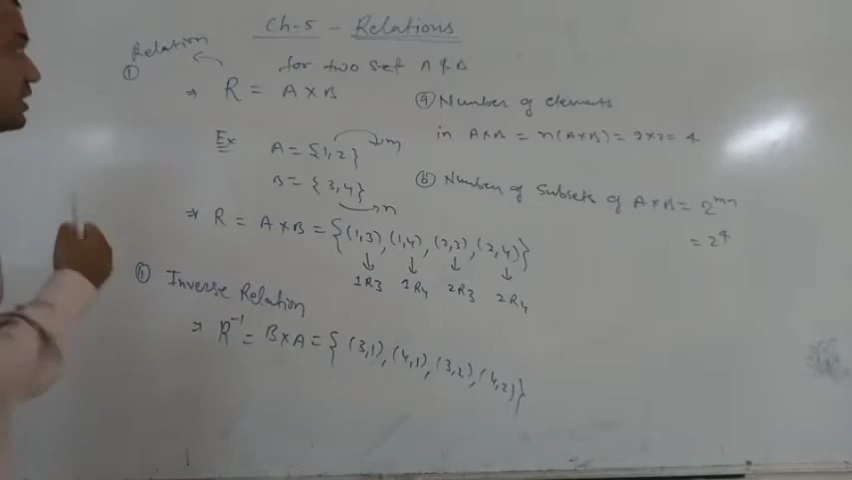 Ch-5 - Relations
Relation
① for two set A & B
⇒ R = A×B
Ex A = {1,2} → m
B = {3,4} → n
⇒ R = A×B = {(1,3), (1,4), (2,3), (2,4)}
↓ ↓ ↓ ↓
1R3 1R4 2R3 2R4
ⓐ Number of elements
in A×B = n(A×B) = 2×2 = 4
ⓑ Number of Subsets of A×B = 2^mn
= 2^4
⑪ Inverse Relation
⇒ R^-1 = B×A = {(3,1), (4,1), (3,2), (4,2)}